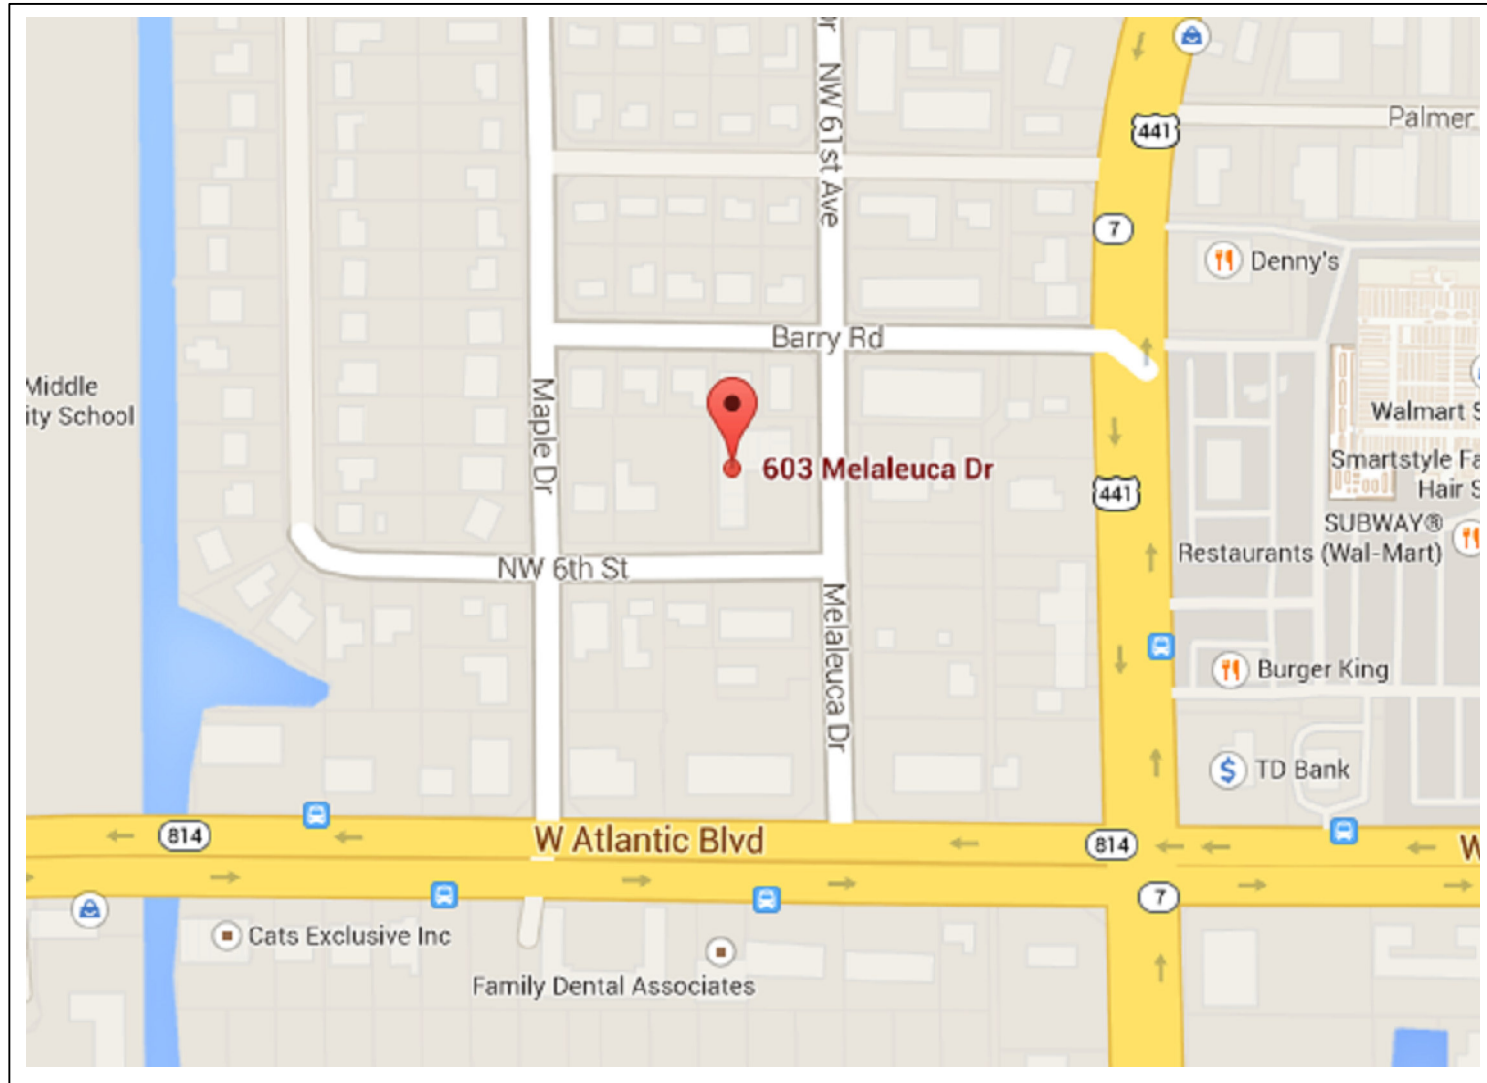 Dr
NW 61st Ave
441
Palmer
7
Denny's
Barry Rd
Middle
ity School
Maple Dr
603 Melaleuca Dr
Walmart S
Smartstyle Fa
Hair S
441
SUBWAY®
Restaurants (Wal-Mart)
NW 6th St
Melaleuca Dr
Burger King
$ TD Bank
814
W Atlantic Blvd
814
W
7
Cats Exclusive Inc
Family Dental Associates